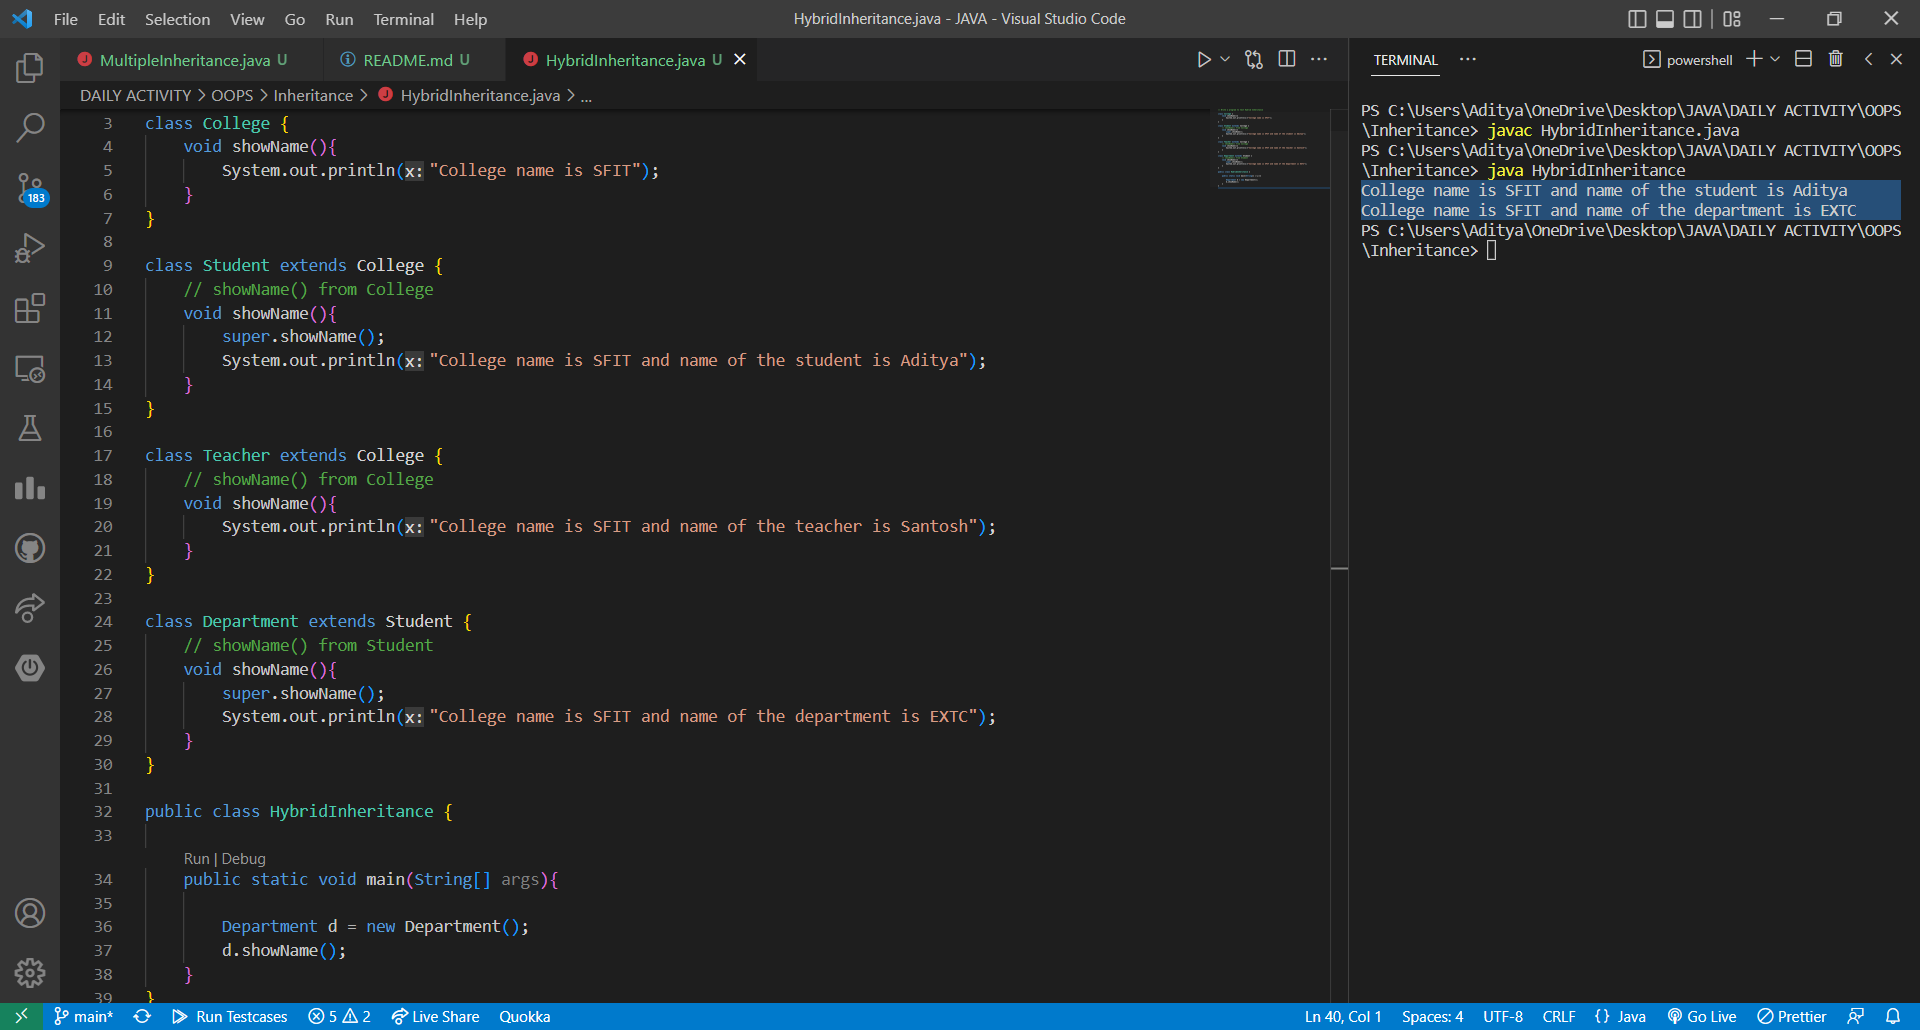 File Edit Selection View Go Run Terminal Help
HybridInheritance.java - JAVA - Visual Studio Code
MultipleInheritance.java U
README.md U
HybridInheritance.java U
DAILY ACTIVITY > OOPS > Inheritance > HybridInheritance.java > ...
183
3 class College {
4 void showName(){
5 System.out.println(x: "College name is SFIT");
6 }
7 }
8
9 class Student extends College {
10 // showName() from College
11 void showName(){
12 super.showName();
13 System.out.println(x: "College name is SFIT and name of the student is Aditya");
14 }
15 }
16
17 class Teacher extends College {
18 // showName() from College
19 void showName(){
20 System.out.println(x: "College name is SFIT and name of the teacher is Santosh");
21 }
22 }
23
24 class Department extends Student {
25 // showName() from Student
26 void showName(){
27 super.showName();
28 System.out.println(x: "College name is SFIT and name of the department is EXTC");
29 }
30 }
31
32 public class HybridInheritance {
33
Run | Debug
34 public static void main(String[] args){
35
36 Department d = new Department();
37 d.showName();
38 }
39 }
TERMINAL
powershell
PS C:\Users\Aditya\OneDrive\Desktop\JAVA\DAILY ACTIVITY\OOPS
\Inheritance> javac HybridInheritance.java
PS C:\Users\Aditya\OneDrive\Desktop\JAVA\DAILY ACTIVITY\OOPS
\Inheritance> java HybridInheritance
College name is SFIT and name of the student is Aditya
College name is SFIT and name of the department is EXTC
PS C:\Users\Aditya\OneDrive\Desktop\JAVA\DAILY ACTIVITY\OOPS
\Inheritance>
main* Run Testcases 5 2 Live Share Quokka
Ln 40, Col 1 Spaces: 4 UTF-8 CRLF {} Java Go Live Prettier